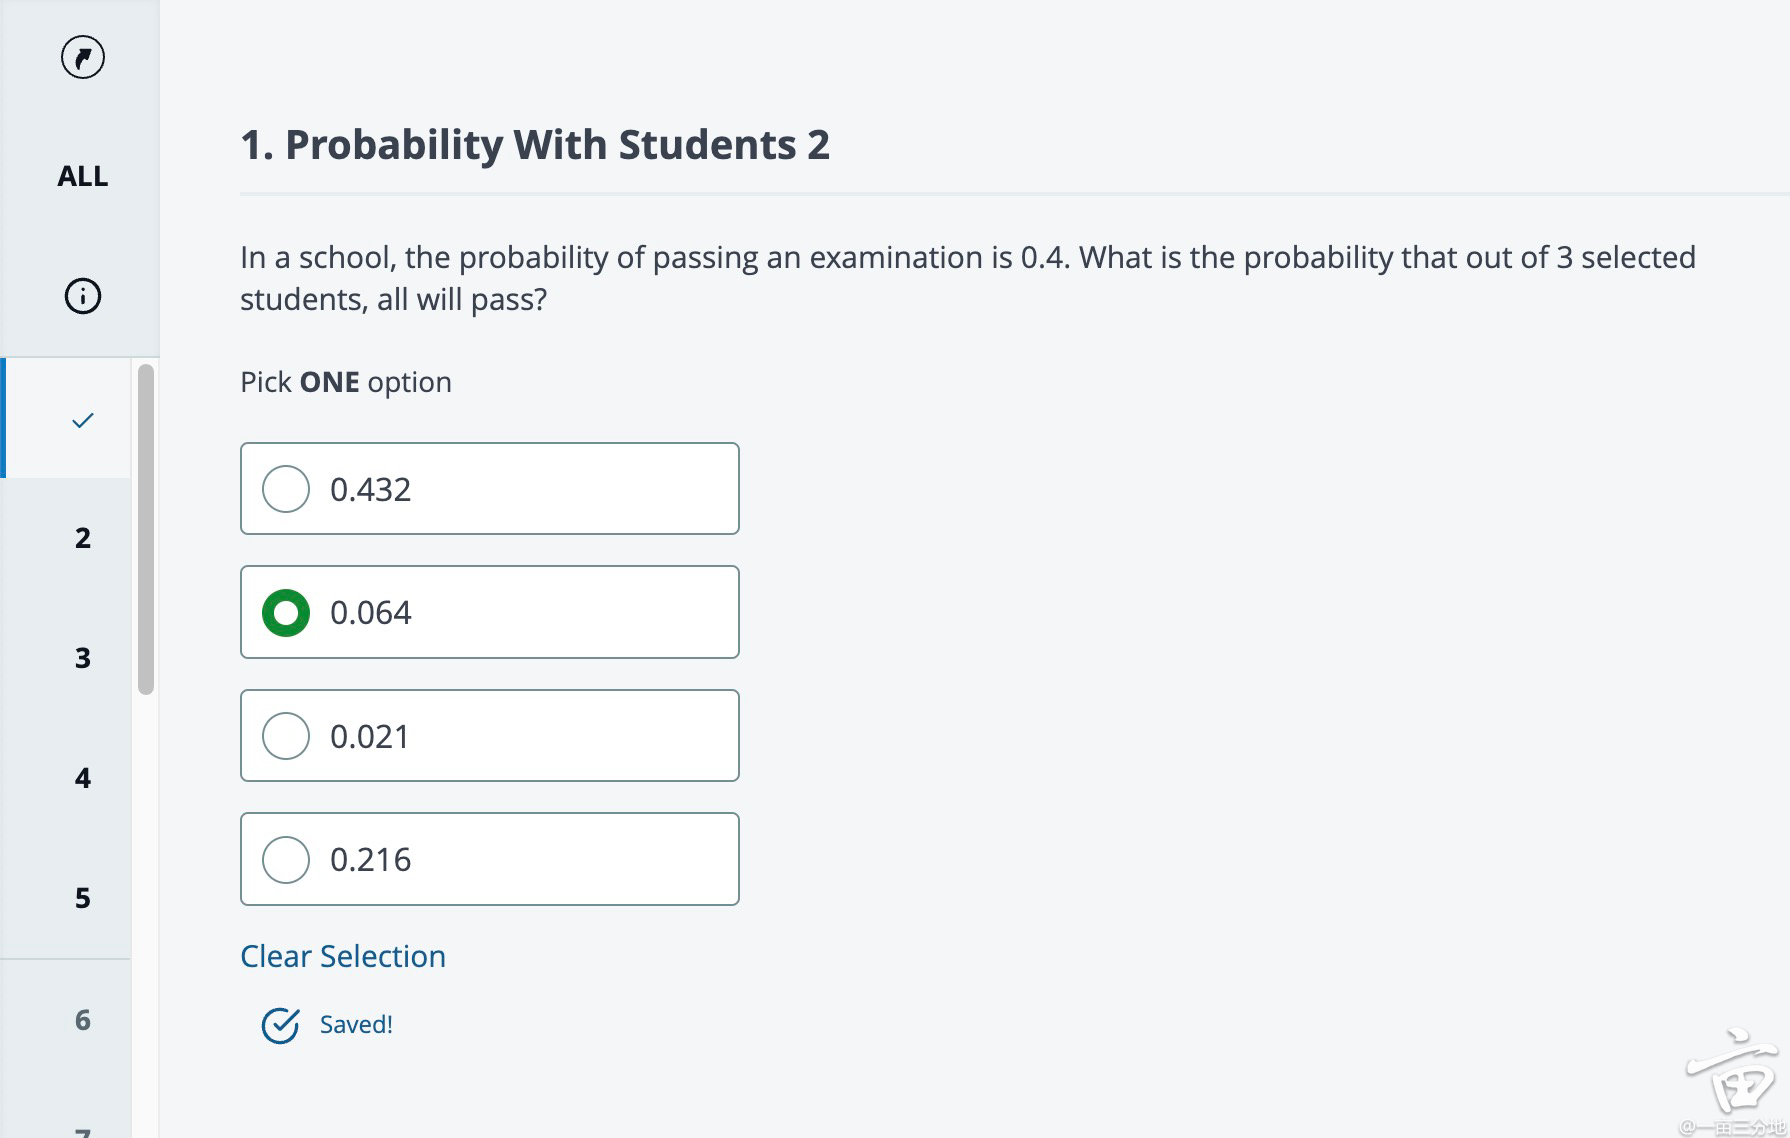 ALL
1. Probability With Students 2
In a school, the probability of passing an examination is 0.4. What is the probability that out of 3 selected
students, all will pass?
Pick ONE option
0.432
2
0.064
3
0.021
4
0.216
5
Clear Selection
6
Saved!
7
亩
@一亩三分地